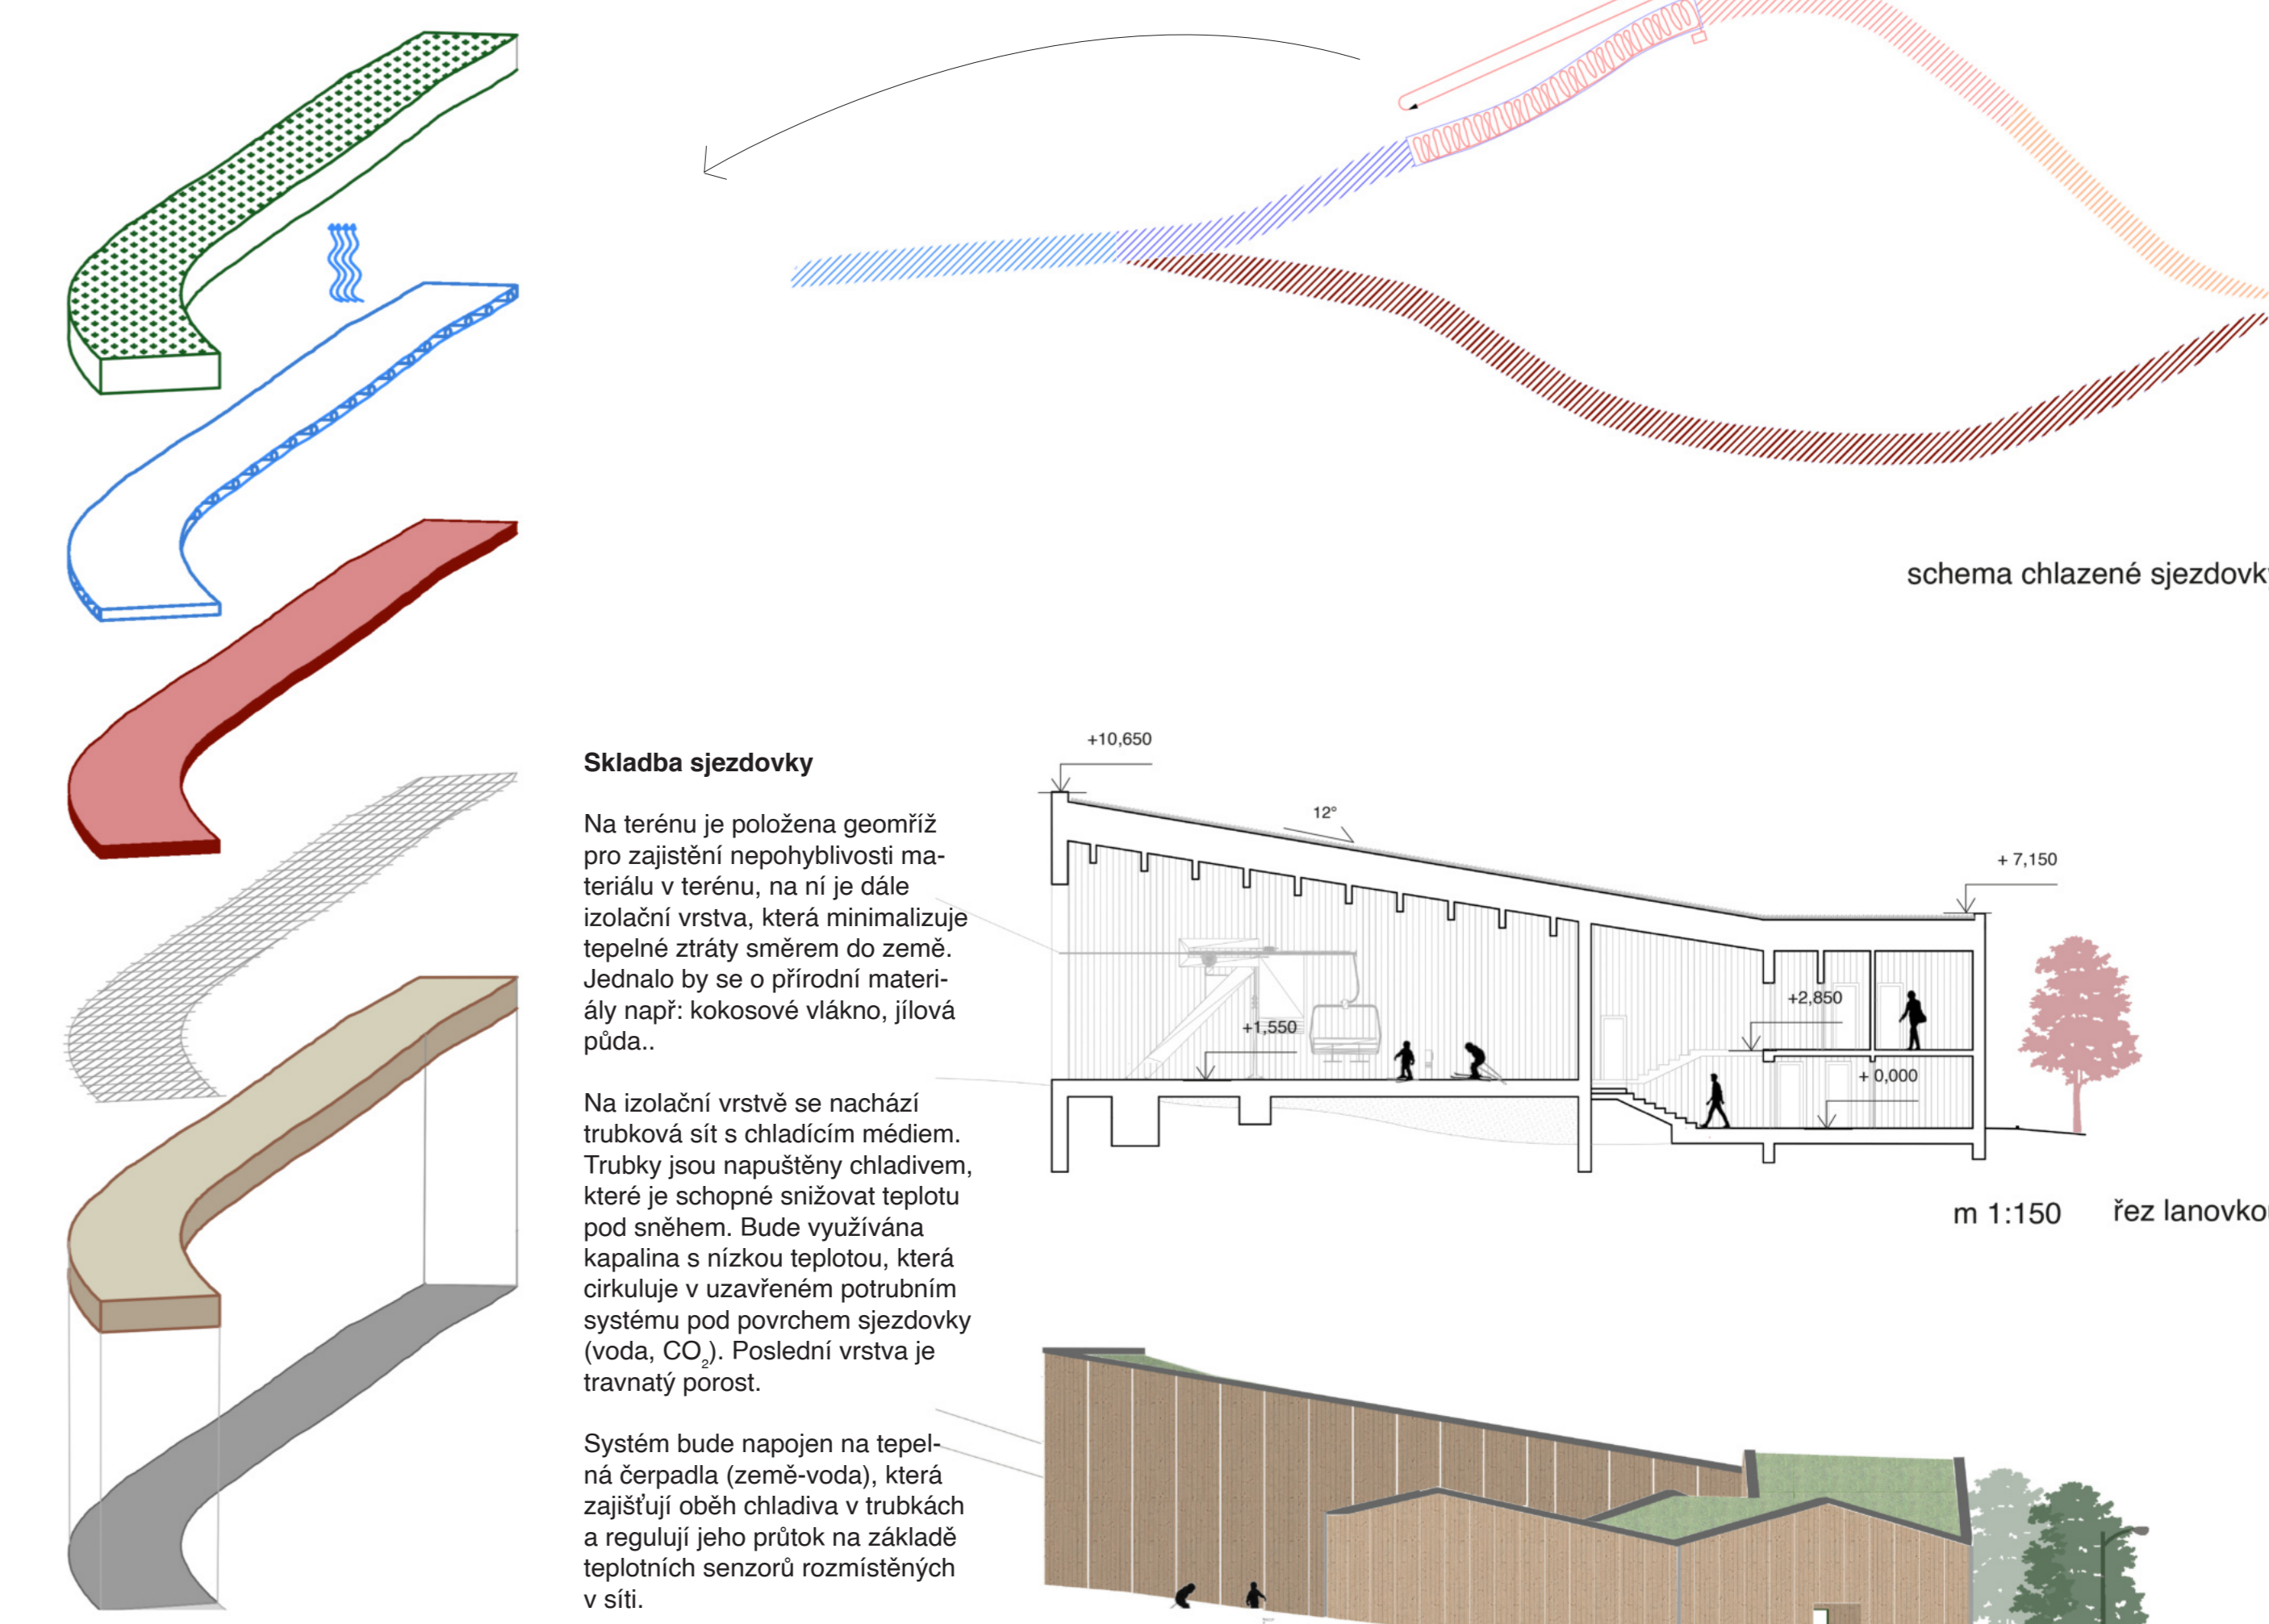 schema chlazené sjezdovky
Skladba sjezdovky
Na terénu je položena geomříž
pro zajištění nepohyblivosti ma-
teriálu v terénu, na ní je dále
izolační vrstva, která minimalizuje
tepelné ztráty směrem do země.
Jednalo by se o přírodní materi-
ály např: kokosové vlákno, jílová
půda..
Na izolační vrstvě se nachází
trubková sít s chladícím médiem.
Trubky jsou napuštěny chladivem,
které je schopné snižovat teplotu
pod sněhem. Bude využívána
kapalina s nízkou teplotou, která
cirkuluje v uzavřeném potrubním
systému pod povrchem sjezdovky
(voda, CO₂). Poslední vrstva je
travnatý porost.
Systém bude napojen na tepel-
ná čerpadla (země-voda), která
zajišťují oběh chladiva v trubkách
a regulují jeho průtok na základě
teplotních senzorů rozmístěných
v síti.
+10,650
12°
+ 7,150
+2,850
+1,550
+ 0,000
m 1:150 řez lanovkou